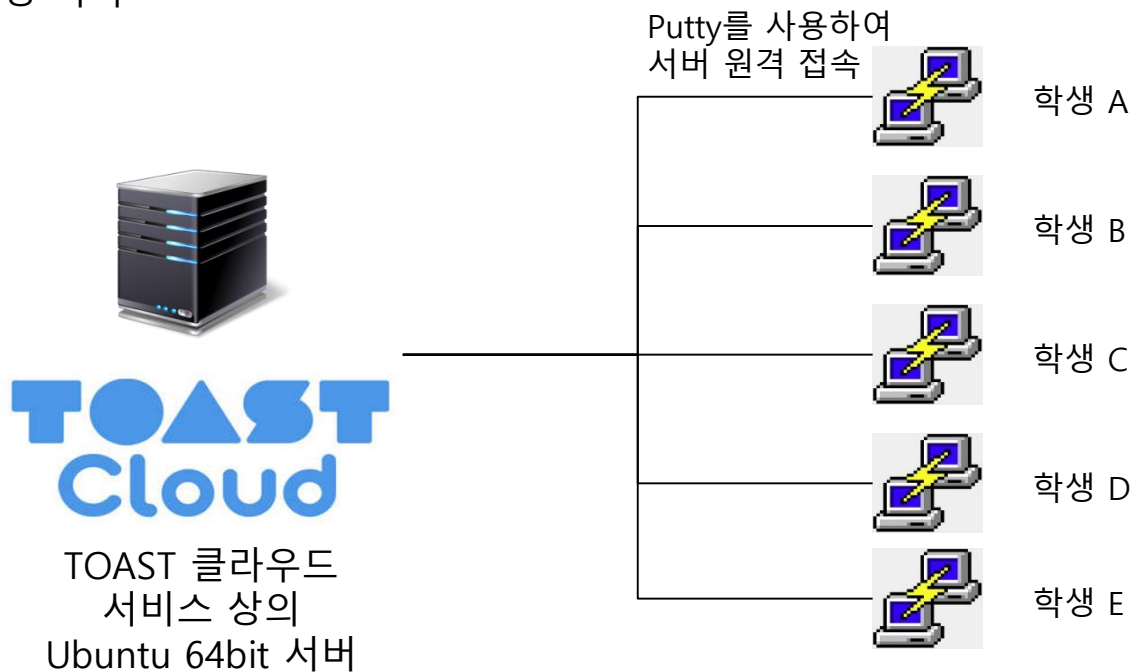 Putty를 사용하여
서버 원격 접속
학생 A
학생 B
학생 C
학생 D
학생 E
TOAST
Cloud
TOAST 클라우드
서비스 상의
Ubuntu 64bit 서버